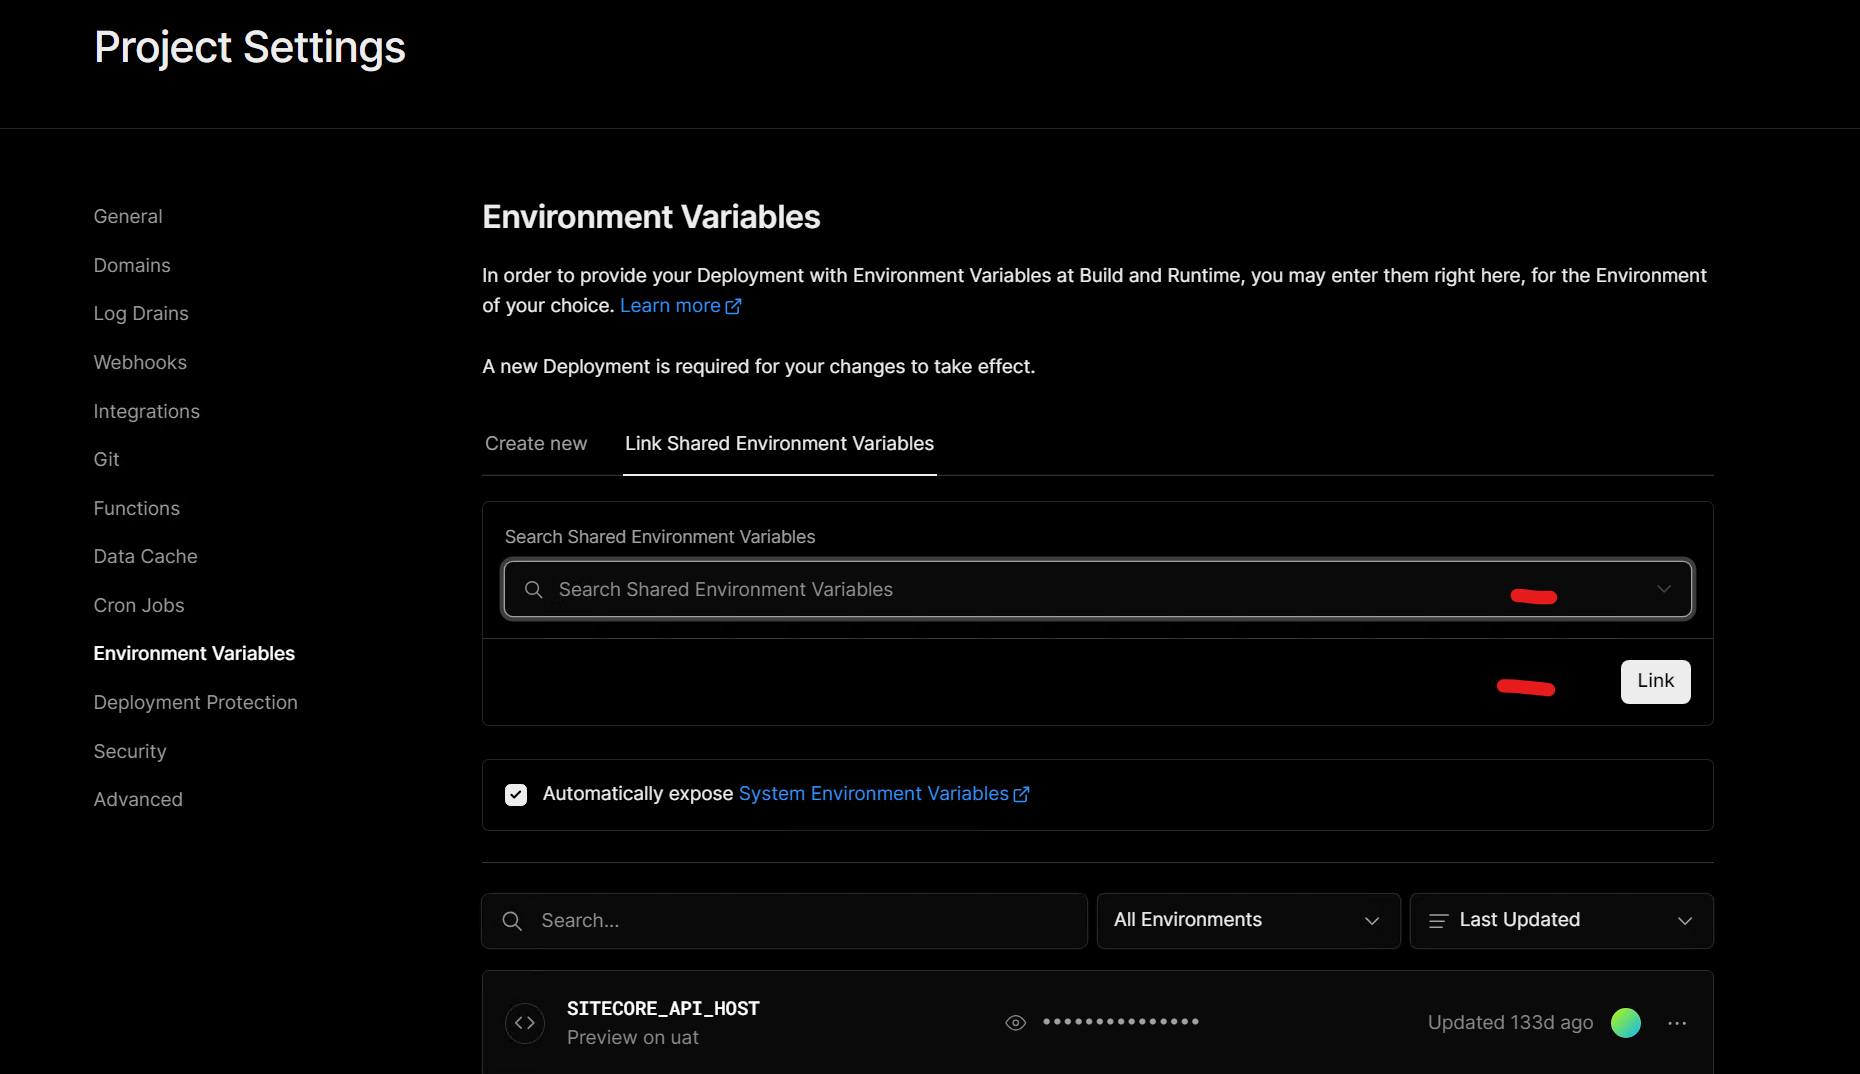 Project Settings
General
Domains
Log Drains
Webhooks
Integrations
Git
Functions
Data Cache
Cron Jobs
Environment Variables
Deployment Protection
Security
Advanced
Environment Variables
In order to provide your Deployment with Environment Variables at Build and Runtime, you may enter them right here, for the Environment
of your choice. Learn more
A new Deployment is required for your changes to take effect.
Create new Link Shared Environment Variables
Search Shared Environment Variables
Search Shared Environment Variables
Link
Automatically expose System Environment Variables
Search... All Environments Last Updated
SITECORE_API_HOST
Preview on uat
••••••••••••••• Updated 133d ago